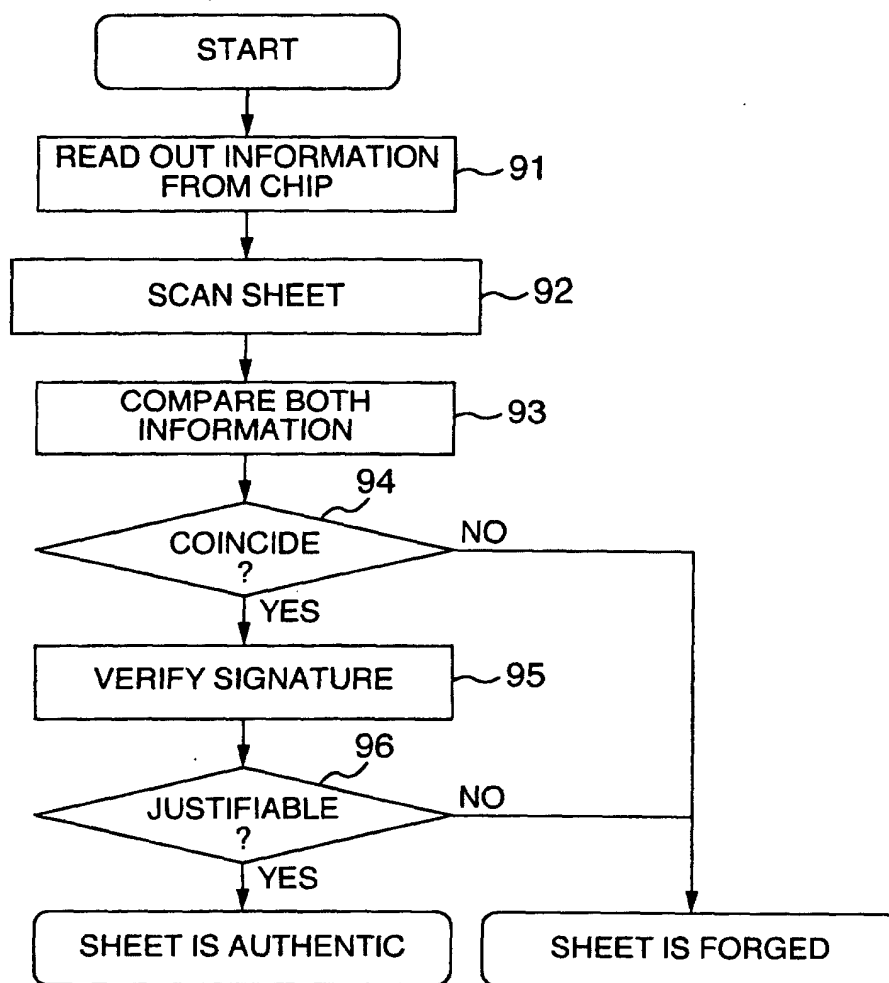 START
READ OUT INFORMATION
FROM CHIP
91
SCAN SHEET
92
COMPARE BOTH
INFORMATION
93
94
COINCIDE
?
NO
YES
VERIFY SIGNATURE
95
96
JUSTIFIABLE
?
NO
YES
SHEET IS AUTHENTIC
SHEET IS FORGED